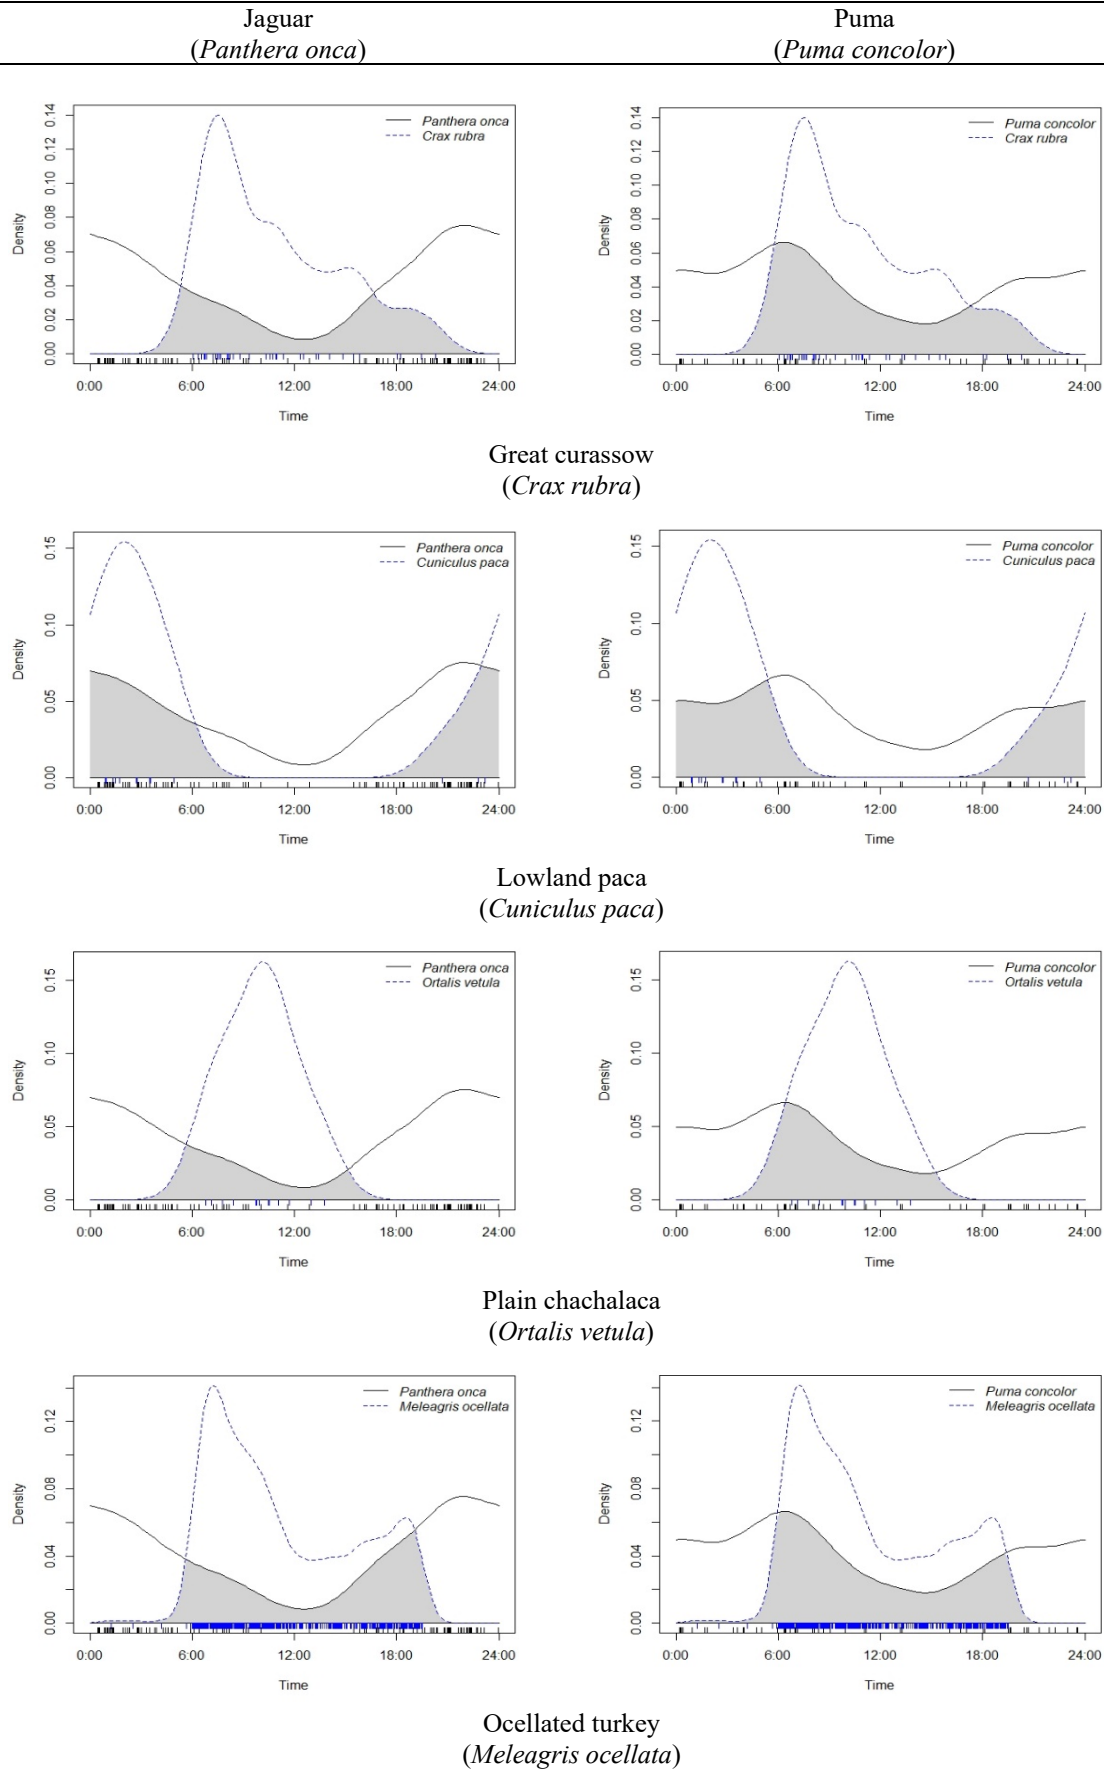 Jaguar
(Panthera onca)
Puma
(Puma concolor)
Panthera onca
Crax rubra
Density
0.00 0.02 0.04 0.06 0.08 0.10 0.12 0.14
0:00 6:00 12:00 18:00 24:00
Time
Puma concolor
Crax rubra
Density
0.00 0.02 0.04 0.06 0.08 0.10 0.12 0.14
0:00 6:00 12:00 18:00 24:00
Time
Great curassow
(Crax rubra)
Panthera onca
Cuniculus paca
Density
0.00 0.05 0.10 0.15
0:00 6:00 12:00 18:00 24:00
Time
Puma concolor
Cuniculus paca
Density
0.00 0.05 0.10 0.15
0:00 6:00 12:00 18:00 24:00
Time
Lowland paca
(Cuniculus paca)
Panthera onca
Ortalis vetula
Density
0.00 0.05 0.10 0.15
0:00 6:00 12:00 18:00 24:00
Time
Puma concolor
Ortalis vetula
Density
0.00 0.05 0.10 0.15
0:00 6:00 12:00 18:00 24:00
Time
Plain chachalaca
(Ortalis vetula)
Panthera onca
Meleagris ocellata
Density
0.00 0.04 0.08 0.12
0:00 6:00 12:00 18:00 24:00
Time
Puma concolor
Meleagris ocellata
Density
0.00 0.04 0.08 0.12
0:00 6:00 12:00 18:00 24:00
Time
Ocellated turkey
(Meleagris ocellata)